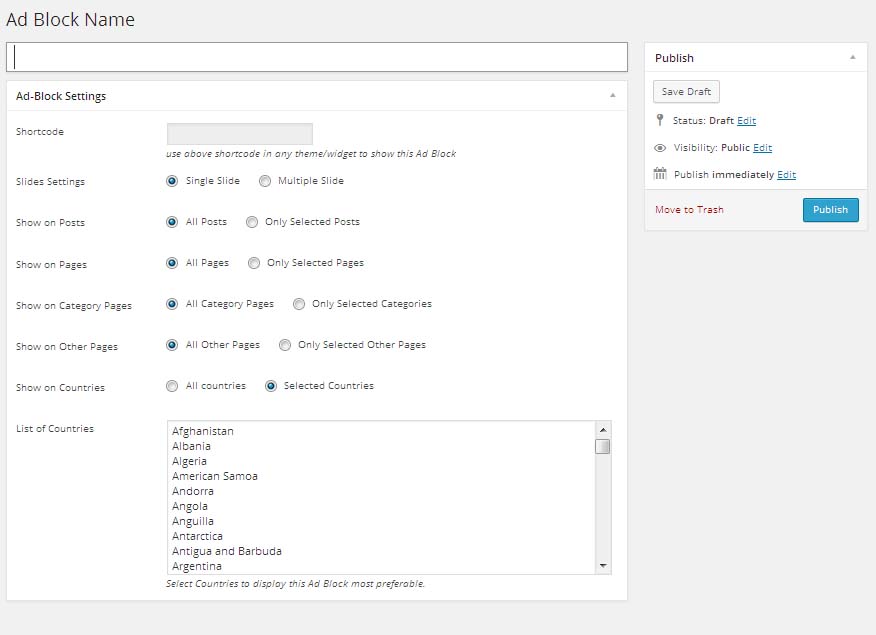 Ad Block Name
Ad-Block Settings
Shortcode
use above shortcode in any theme/widget to show this Ad Block
Slides Settings Single Slide Multiple Slide
Show on Posts All Posts Only Selected Posts
Show on Pages All Pages Only Selected Pages
Show on Category Pages All Category Pages Only Selected Categories
Show on Other Pages All Other Pages Only Selected Other Pages
Show on Countries All countries Selected Countries
List of Countries
Afghanistan
Albania
Algeria
American Samoa
Andorra
Angola
Anguilla
Antarctica
Antigua and Barbuda
Argentina
Select Countries to display this Ad Block most preferable.
Publish
Save Draft
Status: Draft Edit
Visibility: Public Edit
Publish immediately Edit
Move to Trash Publish